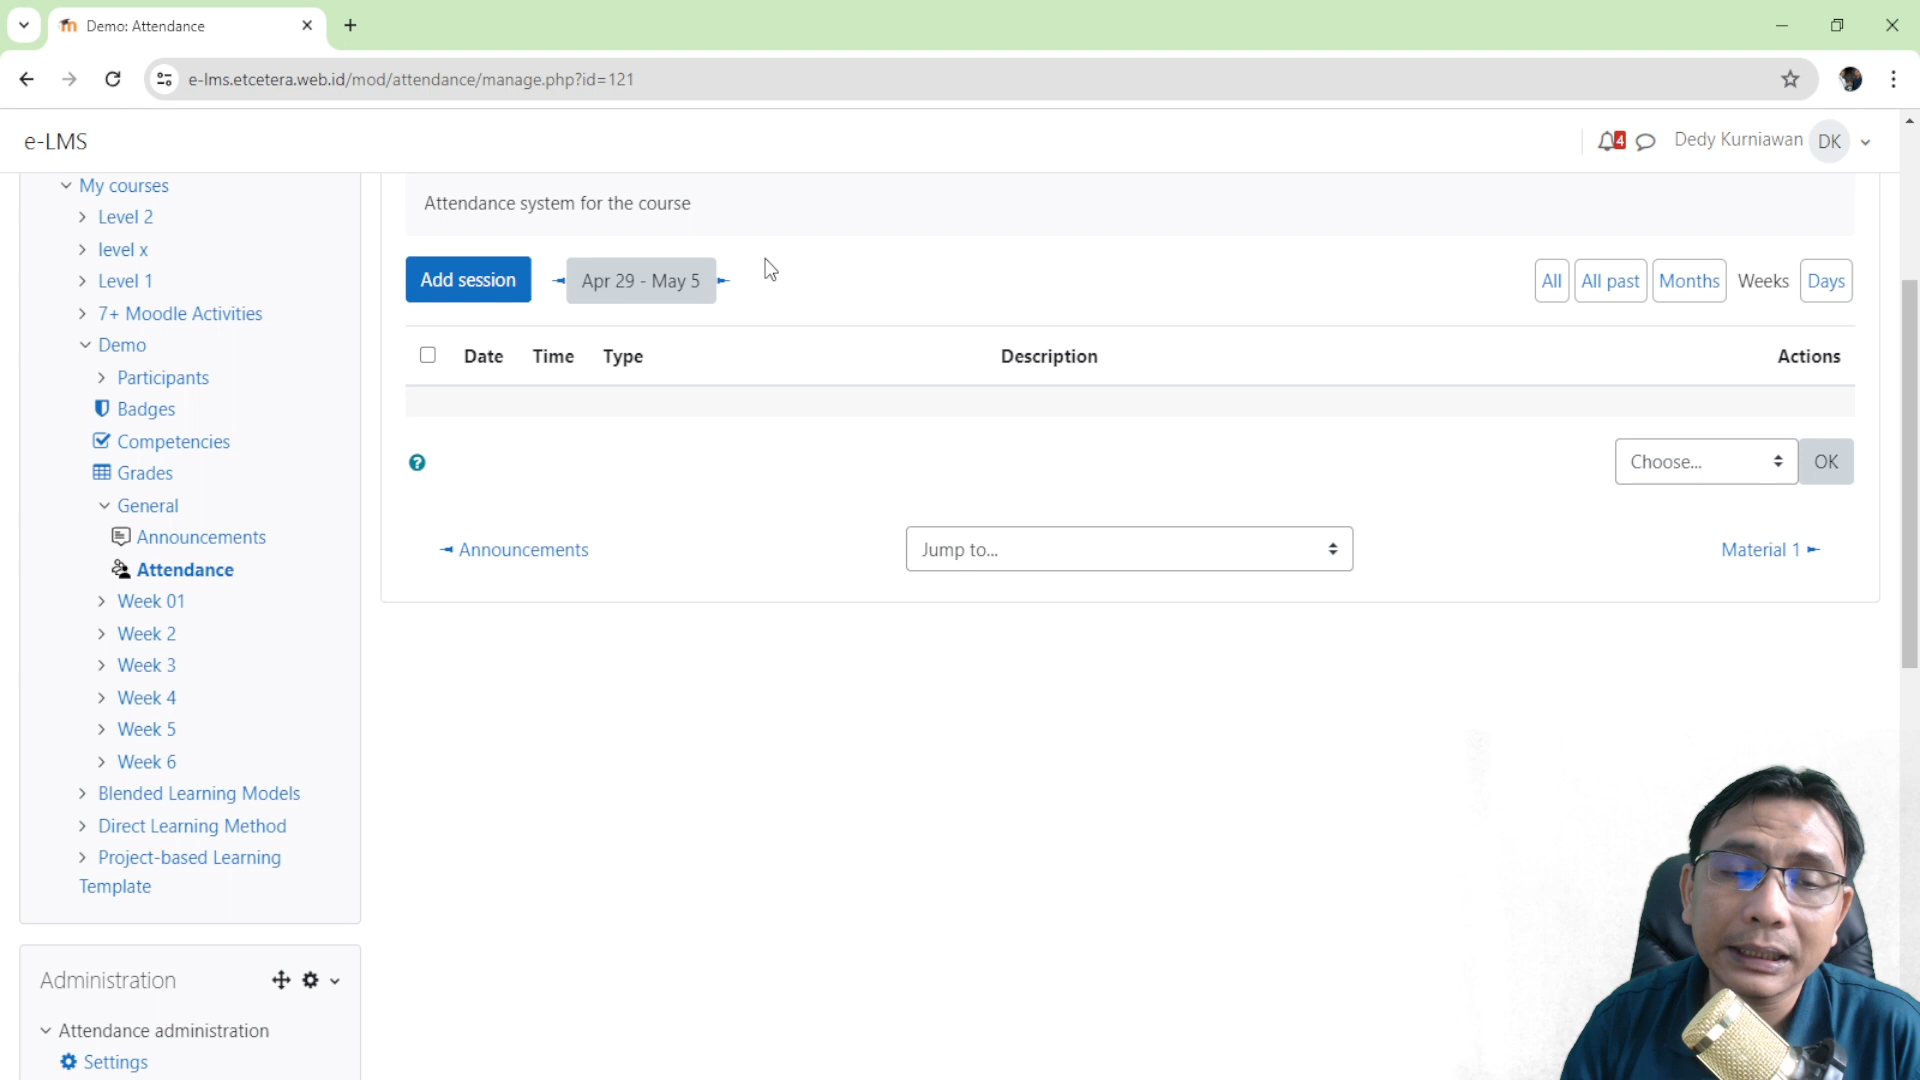 Demo: Attendance
e-lms.etcetera.web.id/mod/attendance/manage.php?id=121
e-LMS
4
Dedy Kurniawan DK
My courses
Level 2
level x
Level 1
7+ Moodle Activities
Demo
Participants
Badges
Competencies
Grades
General
Announcements
Attendance
Week 01
Week 2
Week 3
Week 4
Week 5
Week 6
Blended Learning Models
Direct Learning Method
Project-based Learning
Template
Administration
Attendance administration
Settings
Attendance system for the course
Add session
Apr 29 - May 5
All All past Months Weeks Days
Date Time Type Description Actions
?
Choose... OK
Announcements
Jump to...
Material 1